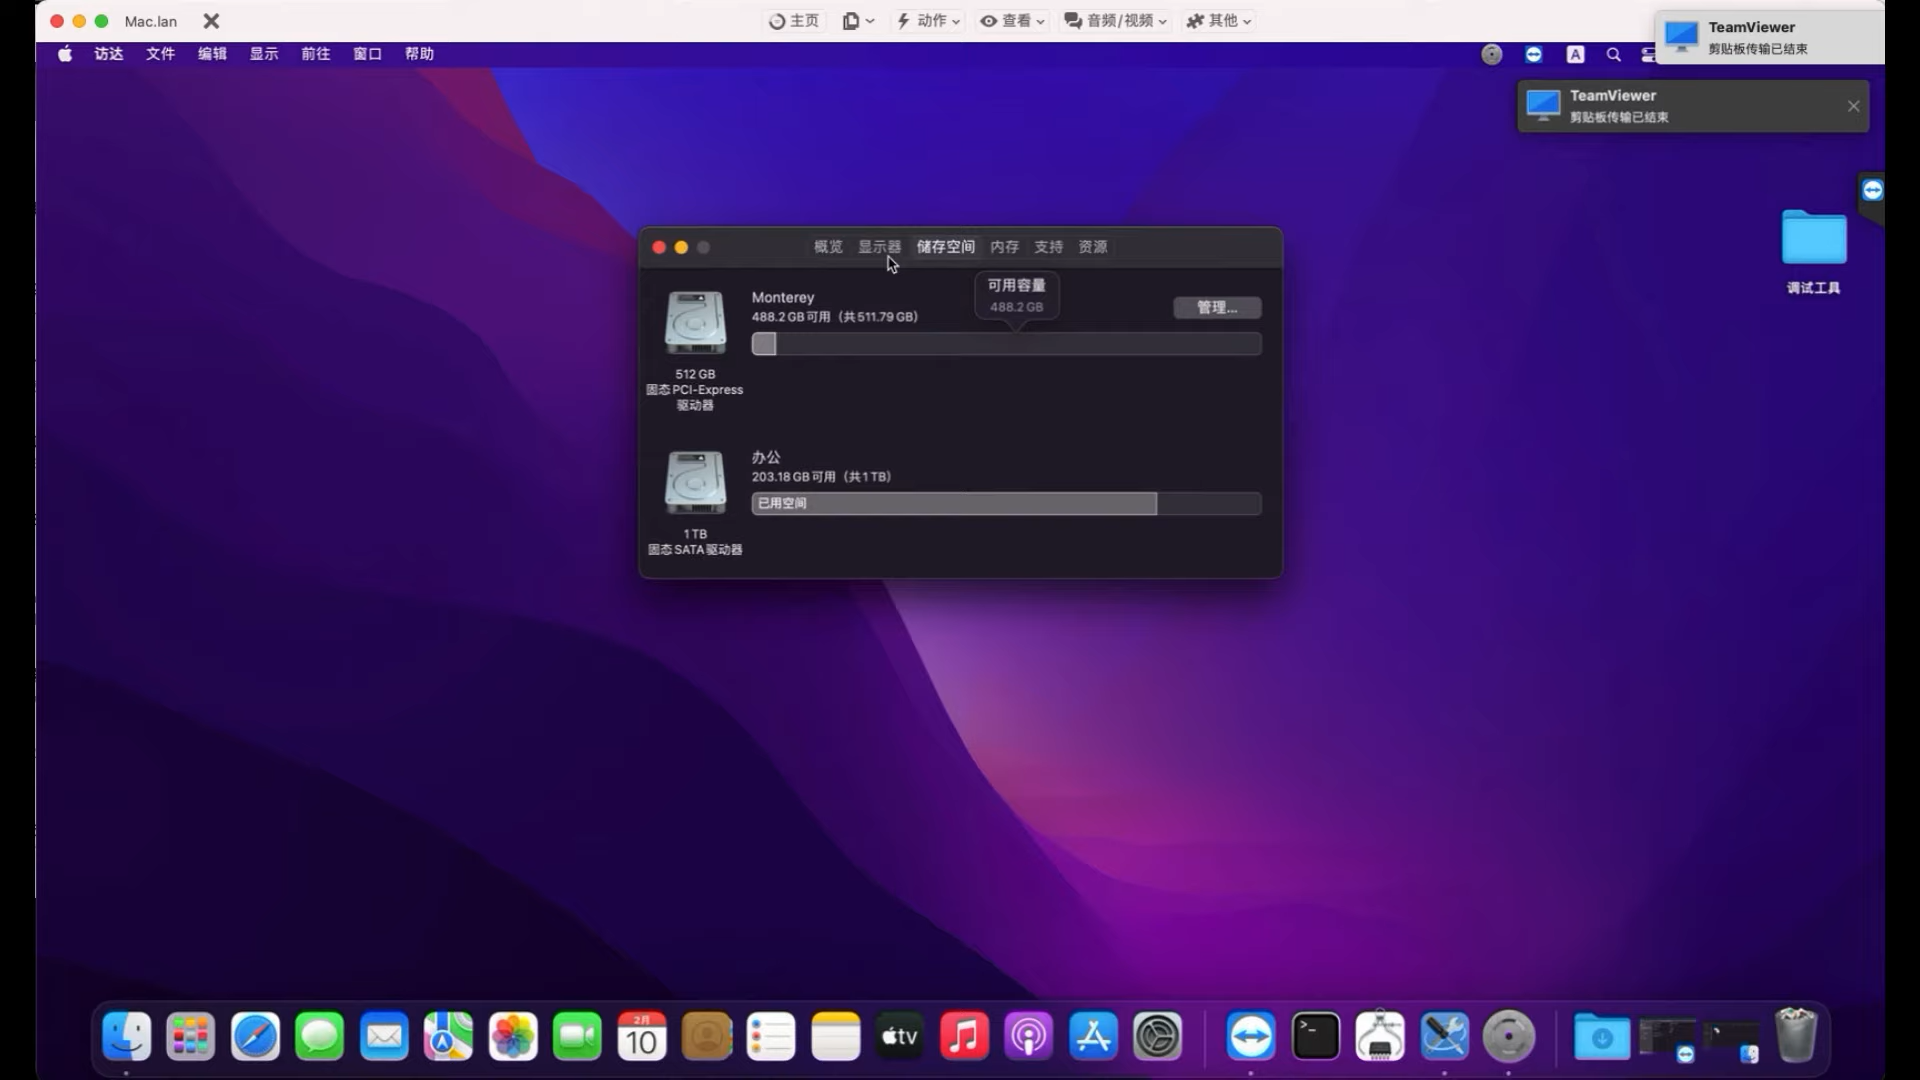 Mac.lan
主页
动作
查看
音频/视频
其他
TeamViewer
剪贴板传输已结束
访达 文件 编辑 显示 前往 窗口 帮助
A
TeamViewer
剪贴板传输已结束
调试工具
概览 显示器 储存空间 内存 支持 资源
Monterey
488.2 GB可用（共511.79 GB）
可用容量
488.2 GB
管理...
512 GB
固态PCI-Express
驱动器
办公
203.18 GB可用（共1 TB）
已用空间
1 TB
固态SATA驱动器
2月
10
tv